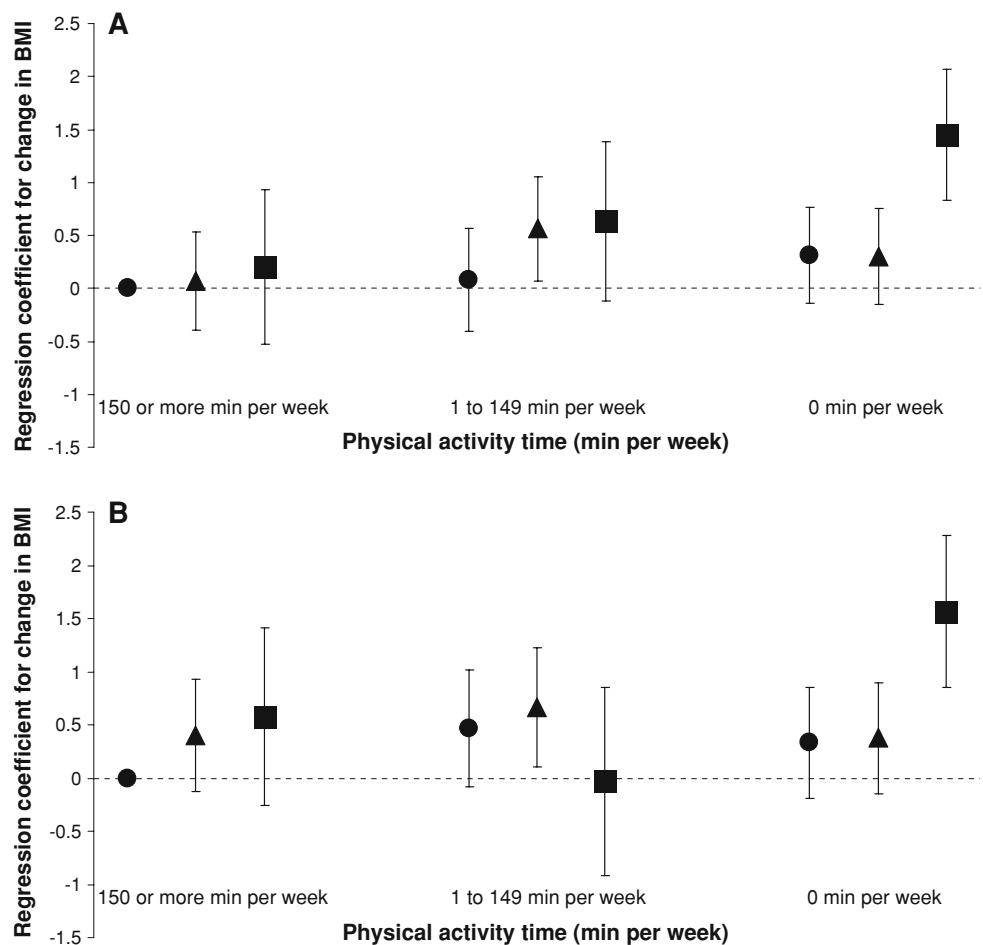 A
Regression coefficient for change in BMI
2.5
2
1.5
1
0.5
0
-0.5
-1
-1.5
150 or more min per week
1 to 149 min per week
0 min per week
Physical activity time (min per week)
B
Regression coefficient for change in BMI
2.5
2
1.5
1
0.5
0
-0.5
-1
-1.5
150 or more min per week
1 to 149 min per week
0 min per week
Physical activity time (min per week)